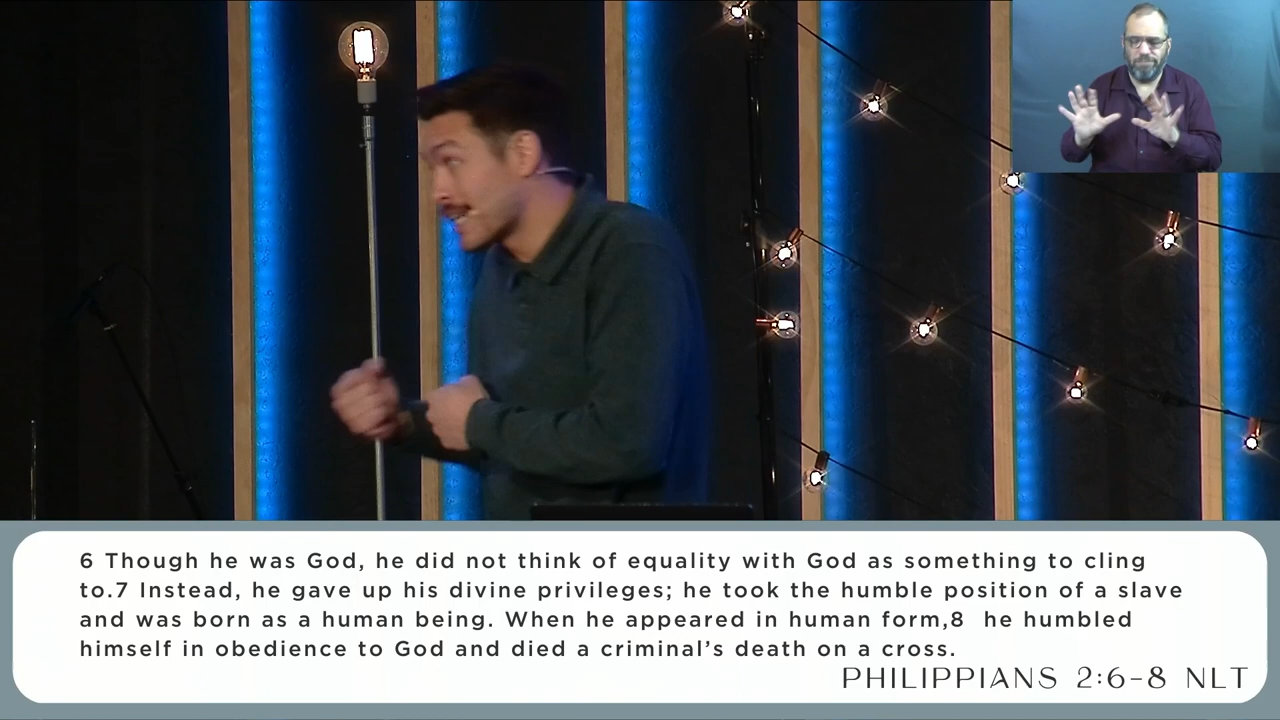 6 Though he was God, he did not think of equality with God as something to cling
to.7 Instead, he gave up his divine privileges; he took the humble position of a slave
and was born as a human being. When he appeared in human form,8  he humbled
himself in obedience to God and died a criminal’s death on a cross.
PHILIPPIANS 2:6-8 NLT